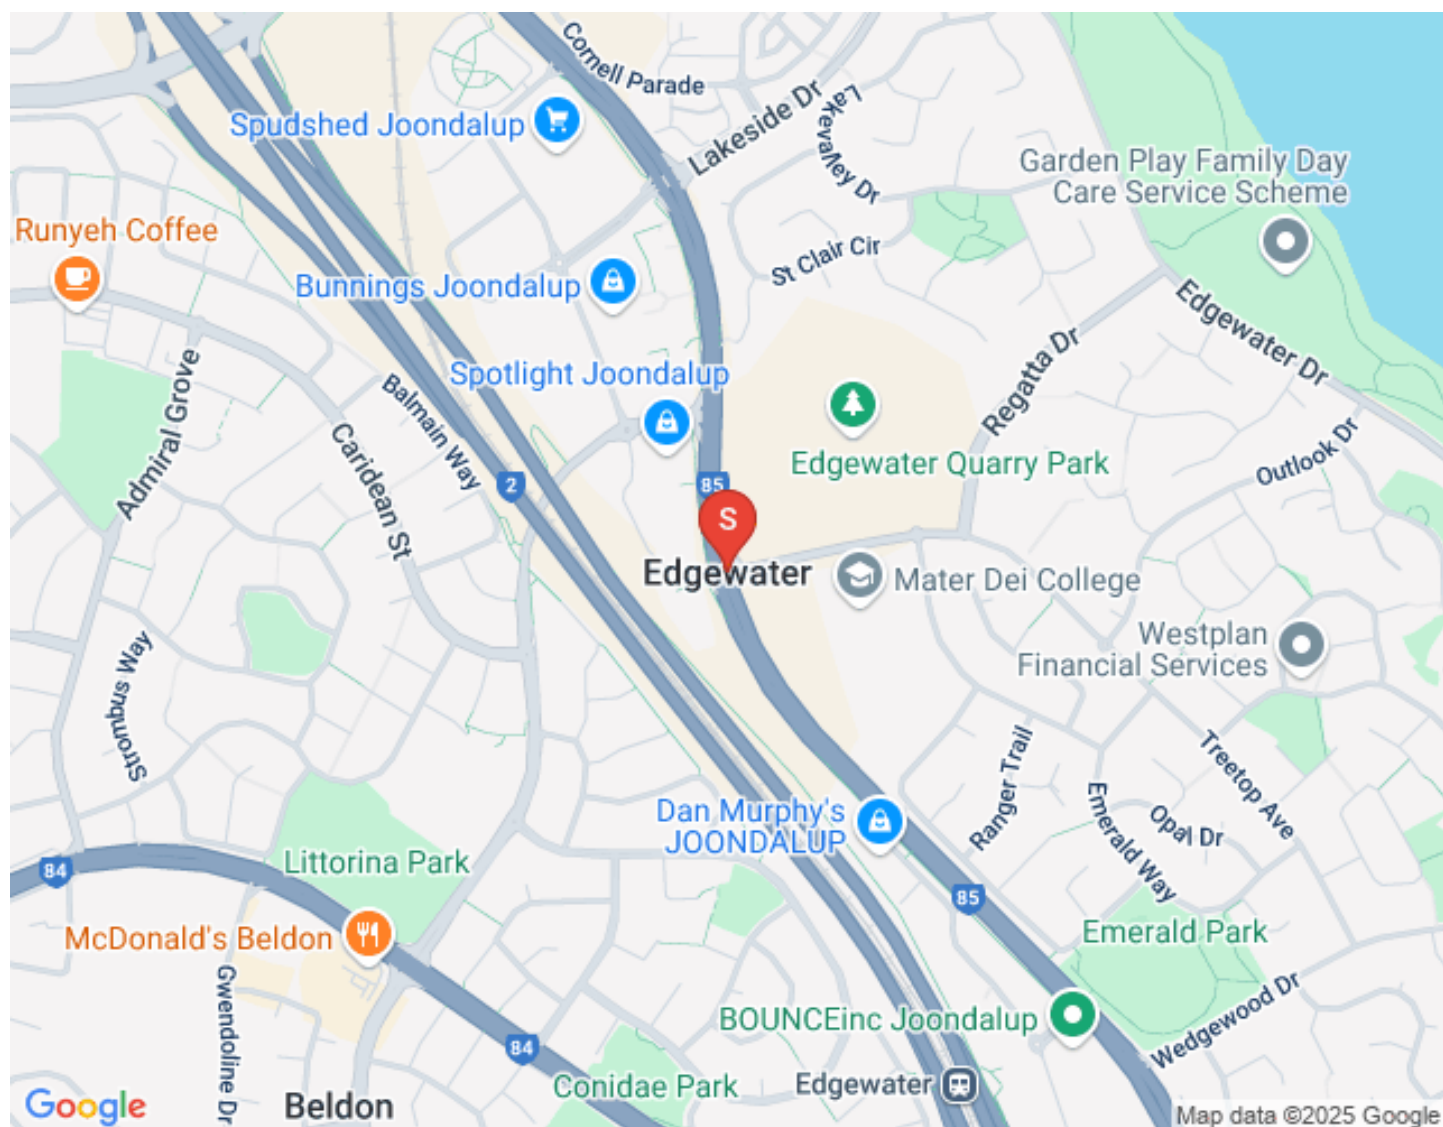 Cornell Parade
Lakeside Dr
Lakevalley Dr
Spudshed Joondalup
Garden Play Family Day
Care Service Scheme
Runyeh Coffee
St Clair Cir
Bunnings Joondalup
Edgewater Dr
Regatta Dr
Admiral Grove
Balmain Way
Spotlight Joondalup
Caridean St
Outlook Dr
Edgewater Quarry Park
2
85
S
Edgewater
Mater Dei College
Westplan
Financial Services
Strombus Way
Ranger Trail
Treetop Ave
Emerald Way
Opal Dr
Dan Murphy's
JOONDALUP
84
Littorina Park
85
McDonald's Beldon
Emerald Park
Gwendoline Dr
BOUNCEinc Joondalup
Wedgewood Dr
84
Conidae Park
Edgewater
Google
Beldon
Map data ©2025 Google